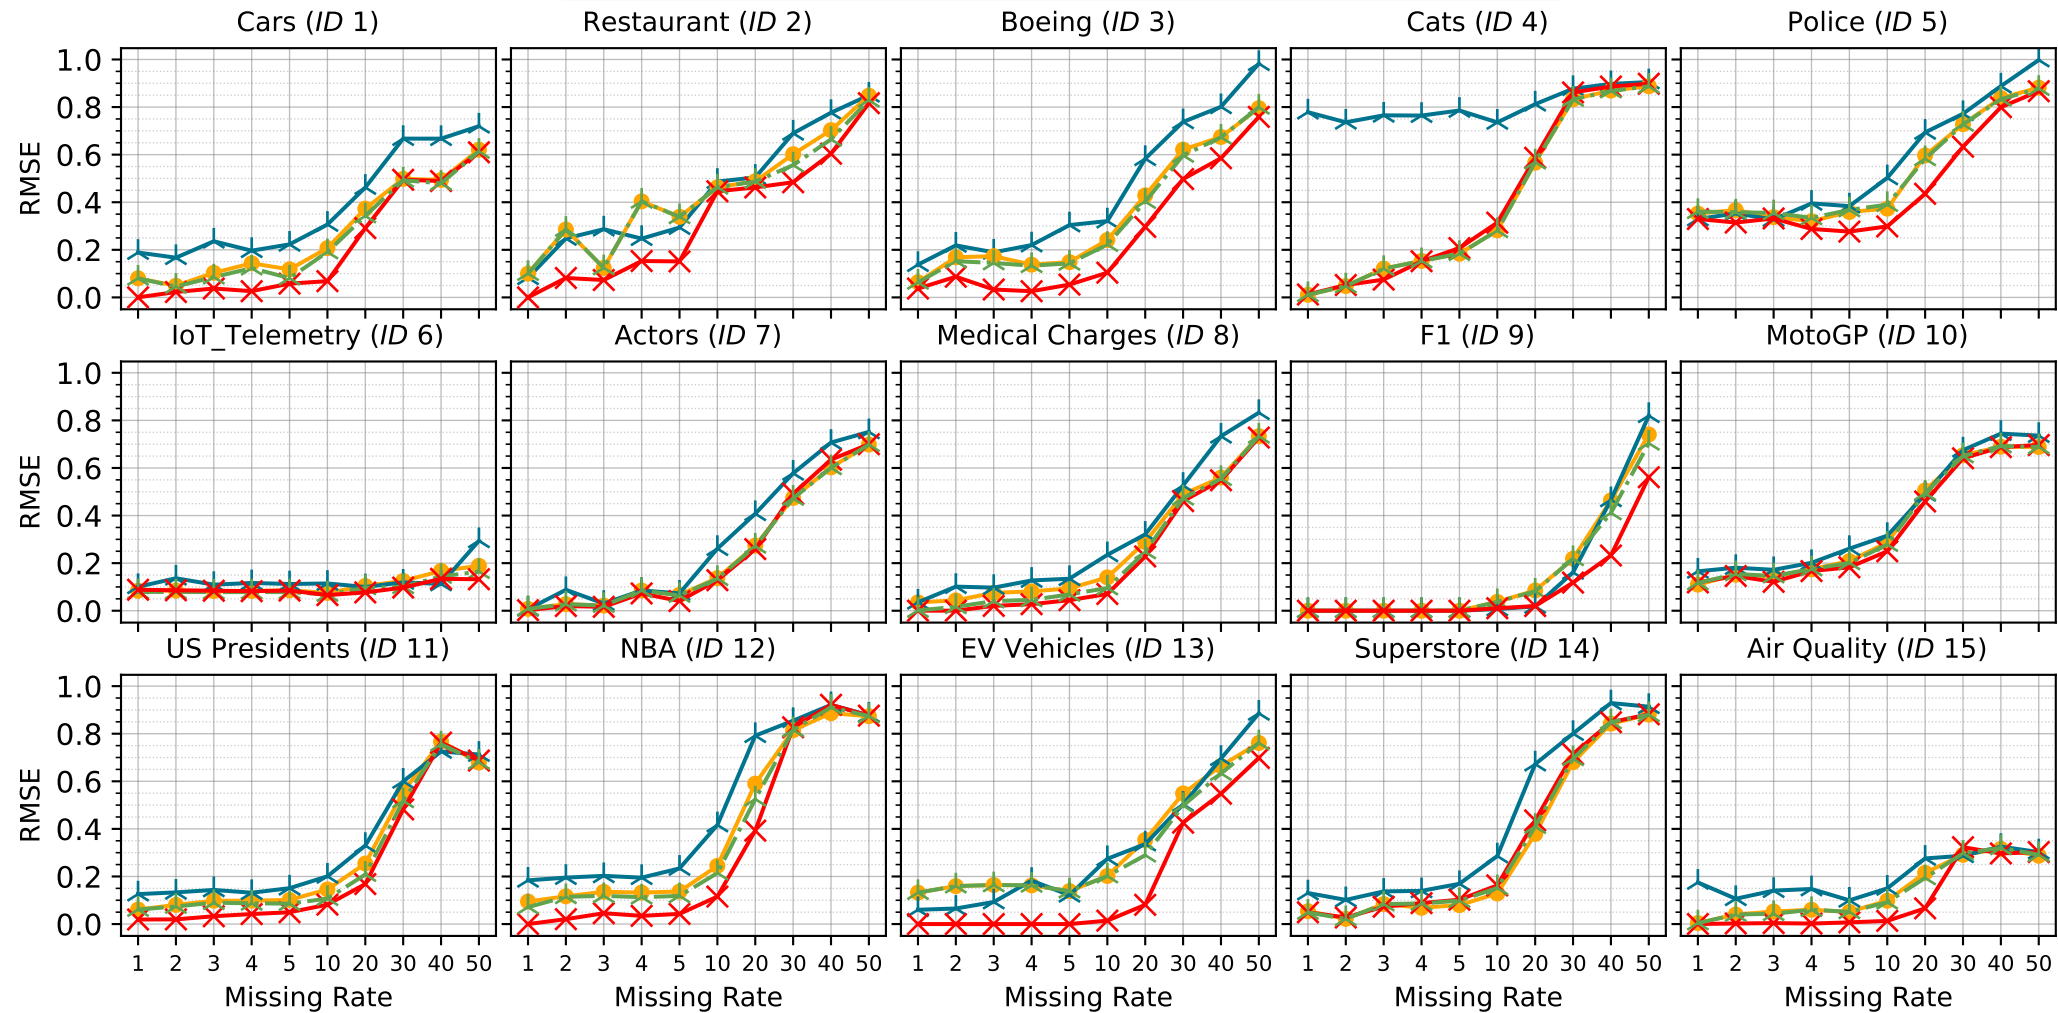 Cars (ID 1) Restaurant (ID 2) Boeing (ID 3) Cats (ID 4) Police (ID 5)
1.0
0.8
0.6
0.4
0.2
0.0
RMSE
IoT_Telemetry (ID 6) Actors (ID 7) Medical Charges (ID 8) F1 (ID 9) MotoGP (ID 10)
1.0
0.8
0.6
0.4
0.2
0.0
RMSE
US Presidents (ID 11) NBA (ID 12) EV Vehicles (ID 13) Superstore (ID 14) Air Quality (ID 15)
1.0
0.8
0.6
0.4
0.2
0.0
RMSE
1 2 3 4 5 10 20 30 40 50 1 2 3 4 5 10 20 30 40 50 1 2 3 4 5 10 20 30 40 50 1 2 3 4 5 10 20 30 40 50 1 2 3 4 5 10 20 30 40 50
Missing Rate Missing Rate Missing Rate Missing Rate Missing Rate